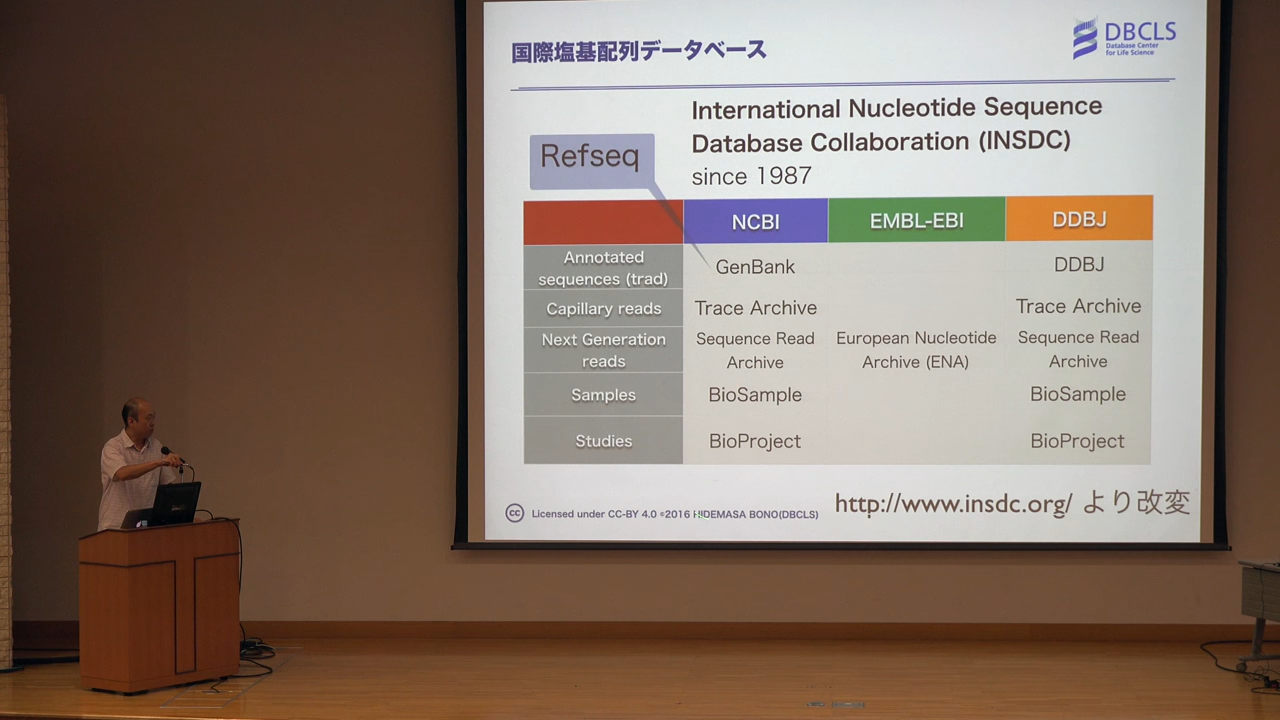 国際塩基配列データベース
DBCLS
Database Center
for Life Science
International Nucleotide Sequence
Database Collaboration (INSDC)
since 1987
Refseq
NCBI EMBL-EBI DDBJ
Annotated
sequences (trad)
GenBank DDBJ
Capillary reads Trace Archive Trace Archive
Next Generation
reads
Sequence Read
Archive
European Nucleotide
Archive (ENA)
Sequence Read
Archive
Samples BioSample BioSample
Studies BioProject BioProject
cc Licensed under CC-BY 4.0 ©2016 HIDEMASA BONO(DBCLS)
http://www.insdc.org/ より改変